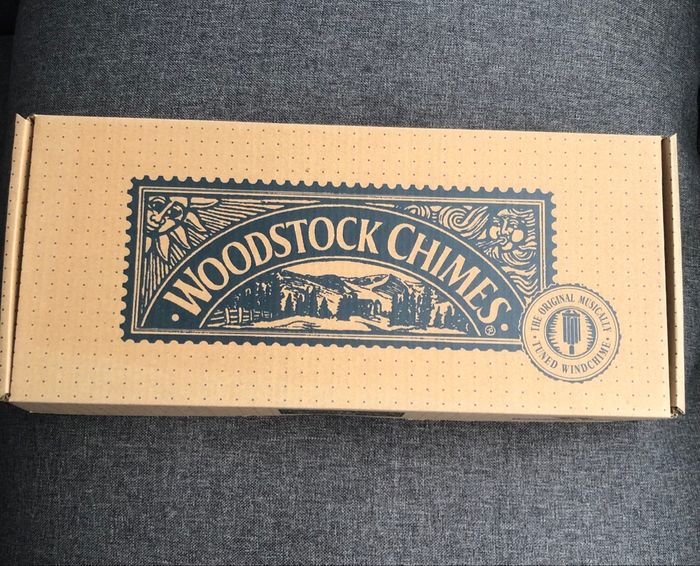 WOODSTOCK CHIMES ®
THE ORIGINAL MUSICALLY
TUNED WINDCHIME